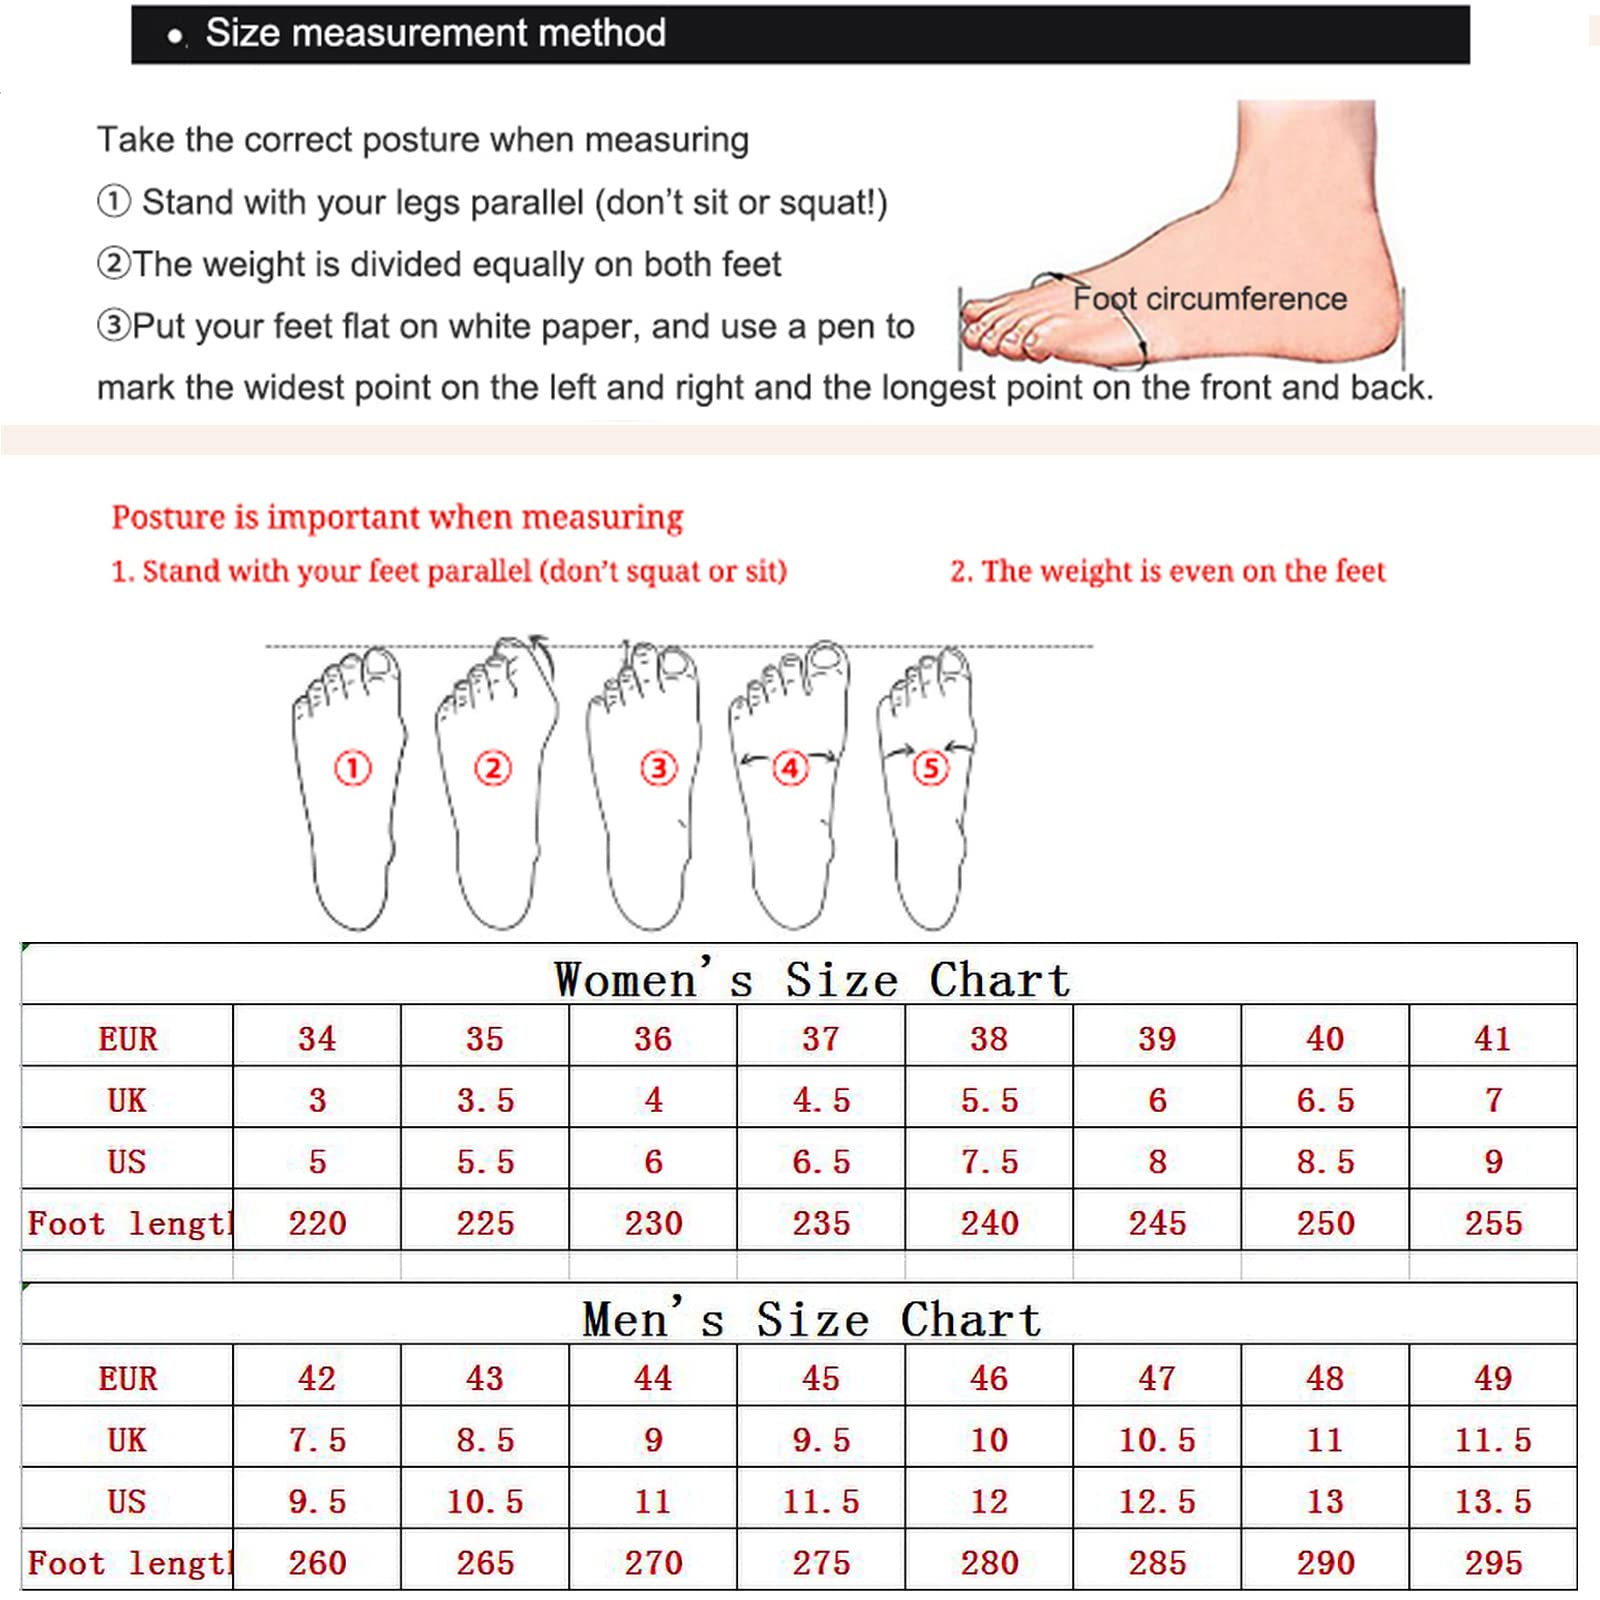 • Size measurement method
Take the correct posture when measuring
① Stand with your legs parallel (don't sit or squat!)
②The weight is divided equally on both feet
Foot circumference
③Put your feet flat on white paper, and use a pen to
mark the widest point on the left and right and the longest point on the front and back.
Posture is important when measuring
1. Stand with your feet parallel (don't squat or sit) 2. The weight is even on the feet
① ② ③ ④ ⑤
Women's Size Chart
EUR 34 35 36 37 38 39 40 41
UK 3 3.5 4 4.5 5.5 6 6.5 7
US 5 5.5 6 6.5 7.5 8 8.5 9
Foot lengt 220 225 230 235 240 245 250 255
Men's Size Chart
EUR 42 43 44 45 46 47 48 49
UK 7.5 8.5 9 9.5 10 10.5 11 11.5
US 9.5 10.5 11 11.5 12 12.5 13 13.5
Foot lengt 260 265 270 275 280 285 290 295